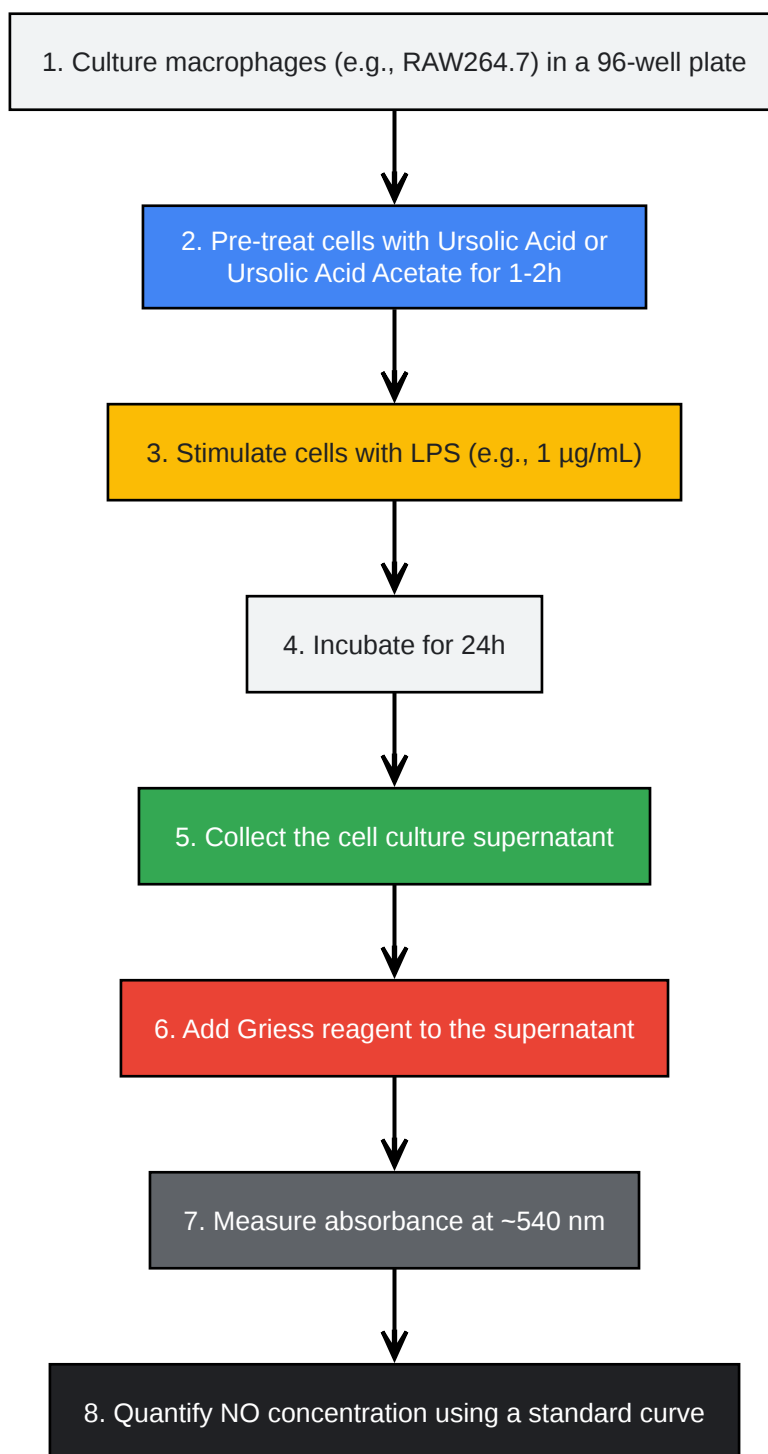 1. Culture macrophages (e.g., RAW264.7) in a 96-well plate
2. Pre-treat cells with Ursolic Acid or
Ursolic Acid Acetate for 1-2h
3. Stimulate cells with LPS (e.g., 1 µg/mL)
4. Incubate for 24h
5. Collect the cell culture supernatant
6. Add Griess reagent to the supernatant
7. Measure absorbance at ~540 nm
8. Quantify NO concentration using a standard curve